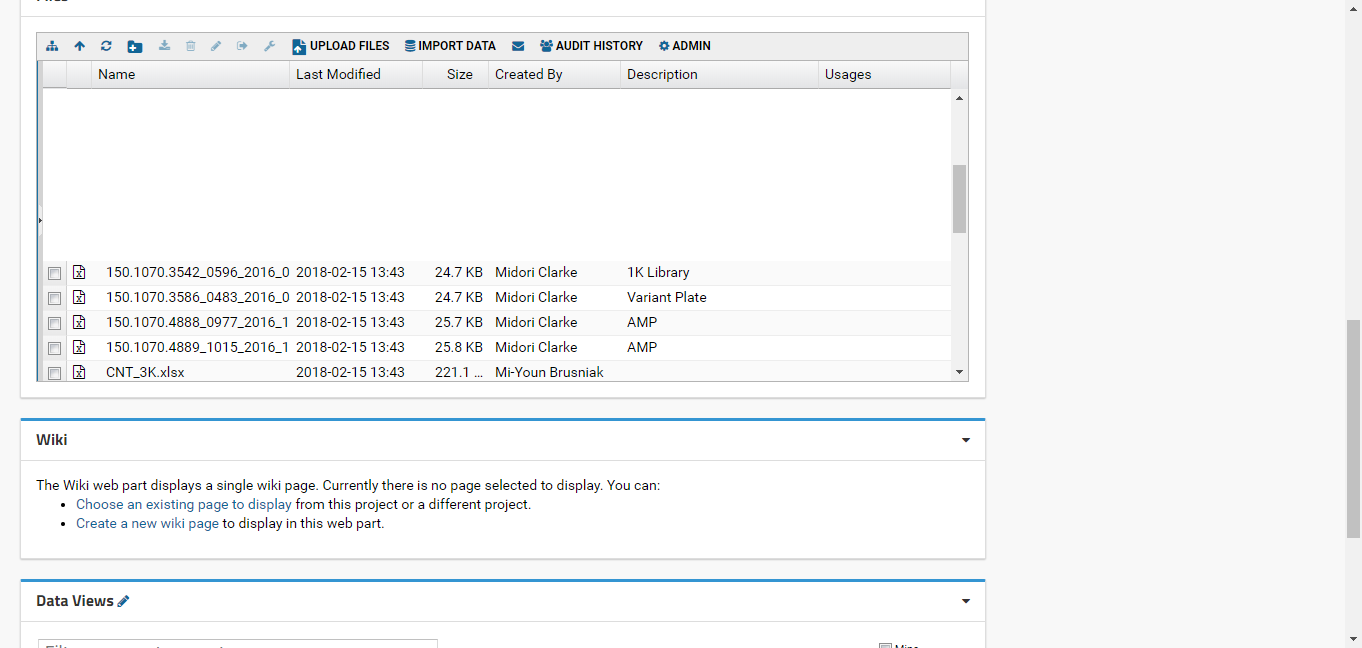 Files
UPLOAD FILES IMPORT DATA AUDIT HISTORY ADMIN
Name Last Modified Size Created By Description Usages
150.1070.3542_0596_2016_0 2018-02-15 13:43 24.7 KB Midori Clarke 1K Library
150.1070.3586_0483_2016_0 2018-02-15 13:43 24.7 KB Midori Clarke Variant Plate
150.1070.4888_0977_2016_1 2018-02-15 13:43 25.7 KB Midori Clarke AMP
150.1070.4889_1015_2016_1 2018-02-15 13:43 25.8 KB Midori Clarke AMP
CNT_3K.xlsx 2018-02-15 13:43 221.1 ... Mi-Youn Brusniak
Wiki
The Wiki web part displays a single wiki page. Currently there is no page selected to display. You can:
• Choose an existing page to display from this project or a different project.
• Create a new wiki page to display in this web part.
Data Views
Mine